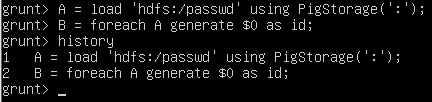 grunt> A = load 'hdfs:/passwd' using PigStorage(':');
grunt> B = foreach A generate $0 as id;
grunt> history
1   A = load 'hdfs:/passwd' using PigStorage(':');
2   B = foreach A generate $0 as id;
grunt> _